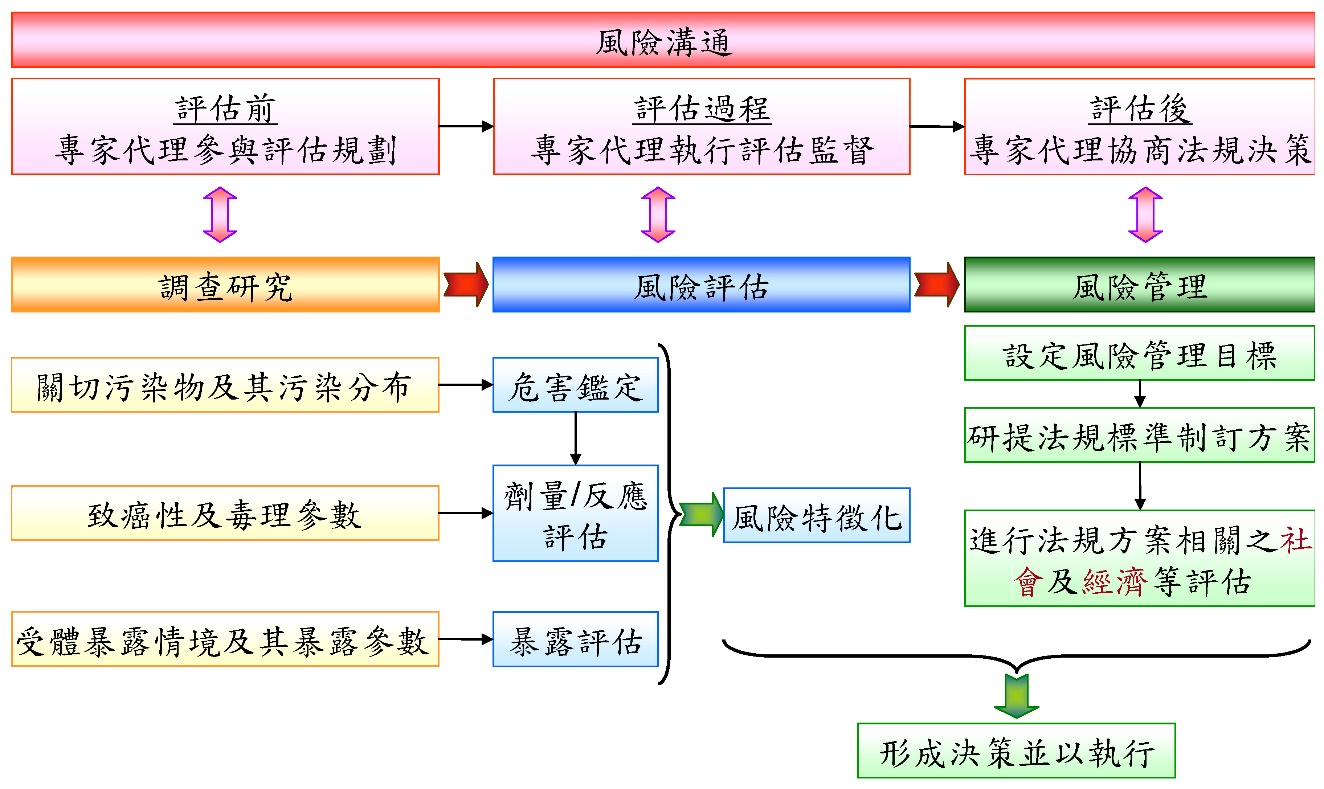 風險溝通
評估前
專家代理參與評估規劃
評估過程
專家代理執行評估監督
評估後
專家代理協商法規決策
調查研究
風險評估
風險管理
關切污染物及其污染分布
致癌性及毒理參數
受體暴露情境及其暴露參數
危害鑑定
劑量/反應
評估
暴露評估
風險特徵化
設定風險管理目標
研提法規標準制訂方案
進行法規方案相關之社
會及經濟等評估
形成決策並以執行